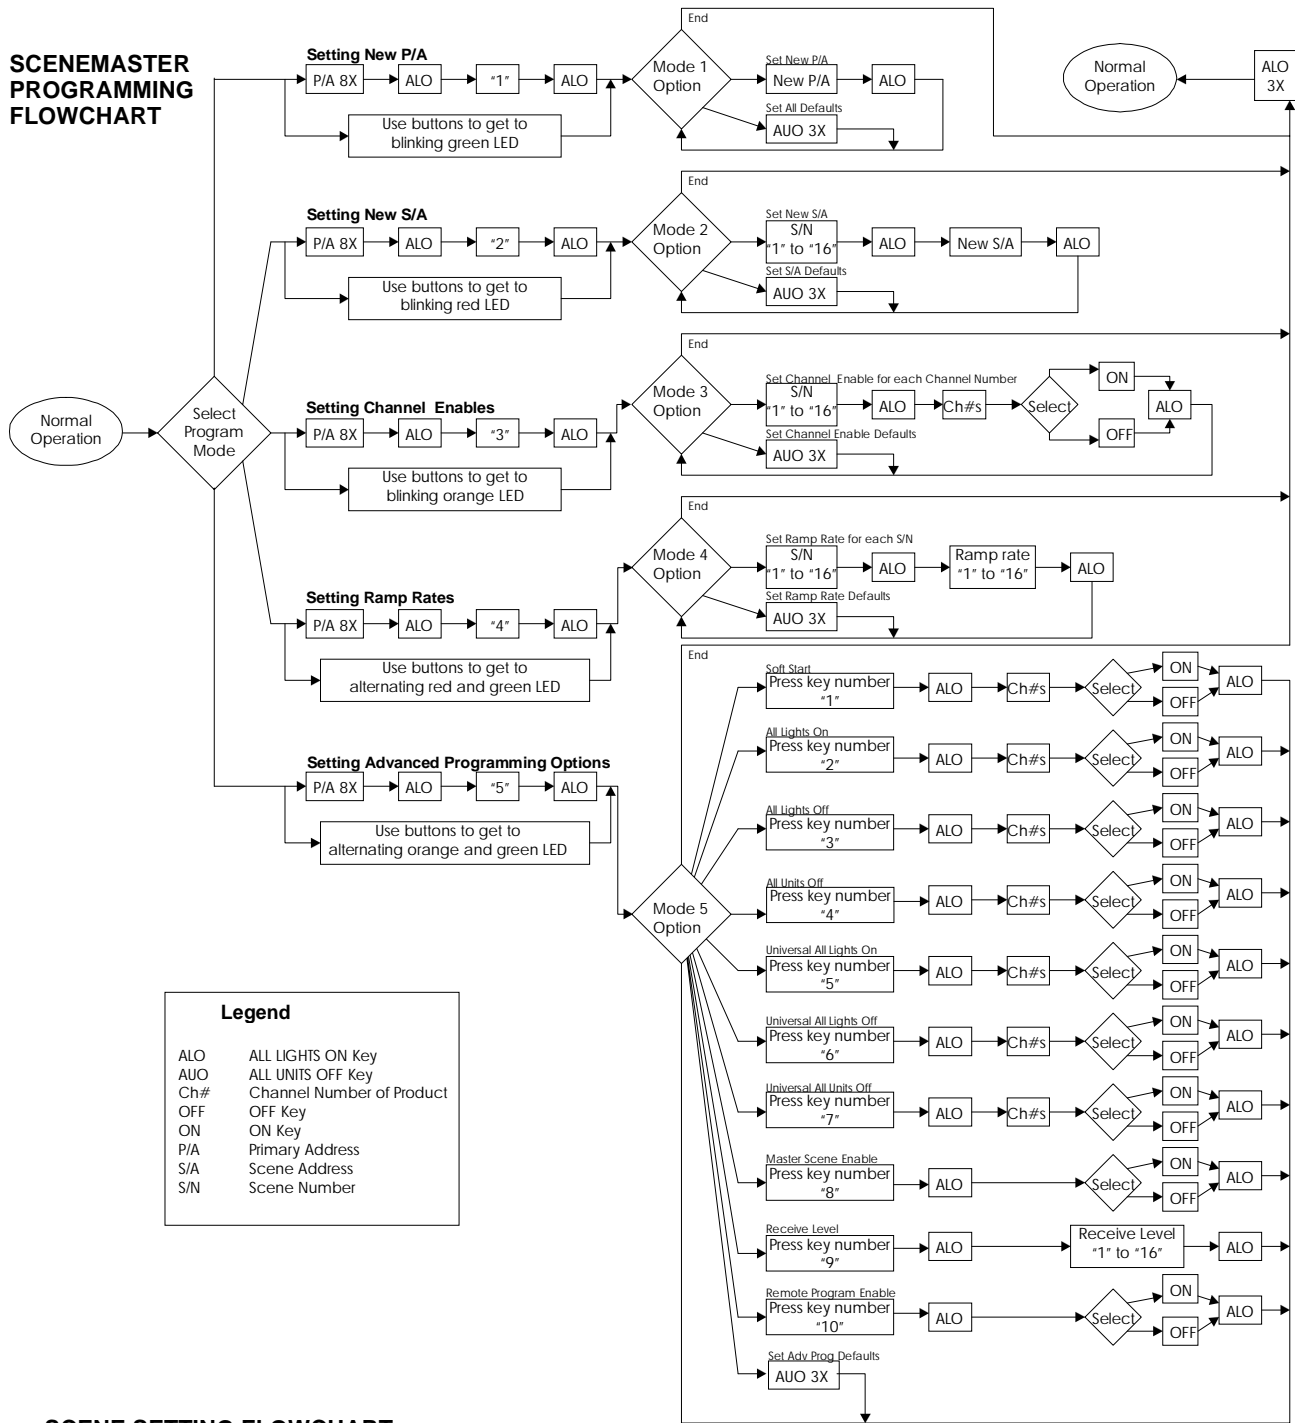 SCENEMASTER
PROGRAMMING
FLOWCHART
Setting New P/A
P/A 8X
ALO
"1"
ALO
Use buttons to get to
blinking green LED
Mode 1
Option
End
Set New P/A
New P/A
ALO
Set All Defaults
AUO 3X
Normal
Operation
ALO
3X
Setting New S/A
P/A 8X
ALO
"2"
ALO
Use buttons to get to
blinking red LED
Mode 2
Option
End
Set New S/A
S/N
"1" to "16"
ALO
New S/A
ALO
Set S/A Defaults
AUO 3X
Normal
Operation
Select
Program
Mode
Setting Channel Enables
P/A 8X
ALO
"3"
ALO
Use buttons to get to
blinking orange LED
Mode 3
Option
End
Set Channel Enable for each Channel Number
S/N
"1" to "16"
ALO
Ch#s
Select
ON
OFF
ALO
Set Channel Enable Defaults
AUO 3X
Setting Ramp Rates
P/A 8X
ALO
"4"
ALO
Use buttons to get to
alternating red and green LED
Mode 4
Option
End
Set Ramp Rate for each S/N
S/N
"1" to "16"
ALO
Ramp rate
"1" to "16"
ALO
Set Ramp Rate Defaults
AUO 3X
Setting Advanced Programming Options
P/A 8X
ALO
"5"
ALO
Use buttons to get to
alternating orange and green LED
Mode 5
Option
End
Soft Start
Press key number
"1"
ALO
Ch#s
Select
ON
OFF
ALO
All Lights On
Press key number
"2"
ALO
Ch#s
Select
ON
OFF
ALO
All Lights Off
Press key number
"3"
ALO
Ch#s
Select
ON
OFF
ALO
All Units Off
Press key number
"4"
ALO
Ch#s
Select
ON
OFF
ALO
Universal All Lights On
Press key number
"5"
ALO
Ch#s
Select
ON
OFF
ALO
Universal All Lights Off
Press key number
"6"
ALO
Ch#s
Select
ON
OFF
ALO
Universal All Units Off
Press key number
"7"
ALO
Ch#s
Select
ON
OFF
ALO
Master Scene Enable
Press key number
"8"
ALO
Select
ON
OFF
ALO
Receive Level
Press key number
"9"
ALO
Receive Level
"1" to "16"
ALO
Remote Program Enable
Press key number
"10"
ALO
Select
ON
OFF
ALO
Set Adv Prog Defaults
AUO 3X
Legend
ALO ALL LIGHTS ON Key
AUO ALL UNITS OFF Key
Ch# Channel Number of Product
OFF OFF Key
ON ON Key
P/A Primary Address
S/A Scene Address
S/N Scene Number
SCENE SETTING FLOWCHART